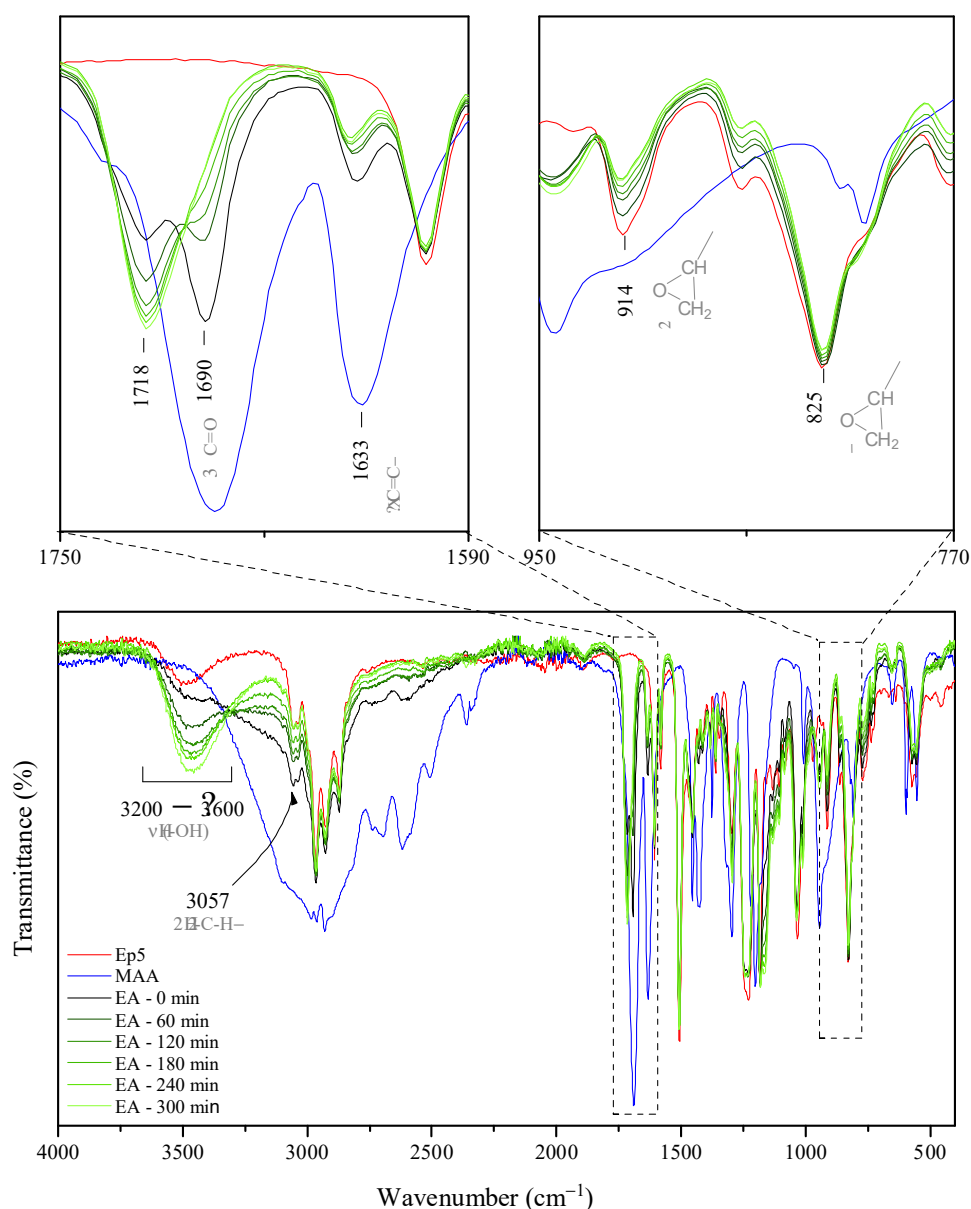 1718
1690
3 C=O
1633
914
2
O
CH
CH2
825
O
CH
CH2
1750
1590
950
770
3200 – 3600
3057
Ep5
MAA
EA - 0 min
EA - 60 min
EA - 120 min
EA - 180 min
EA - 240 min
EA - 300 min
4000
3500
3000
2500
2000
1500
1000
500
Transmittance (%)
Wavenumber (cm−1)